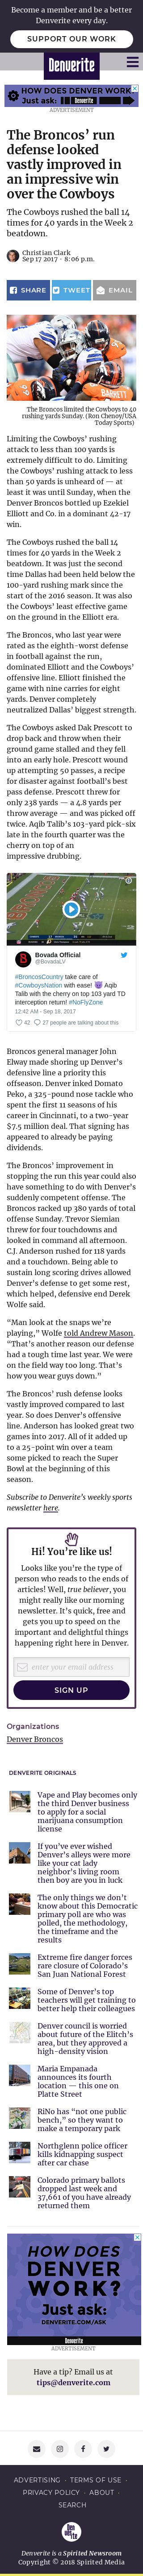 Become a member and be a better
Denverite every day.
SUPPORT OUR WORK
Denverite
HOW DOES DENVER WORK?
Just ask:
Denverite
ADVERTISEMENT
The Broncos' run
defense looked
vastly improved in
an impressive win
over the Cowboys
The Cowboys rushed the ball 14
times for 40 yards in the Week 2
beatdown.
Christian Clark
Sep 17 2017 · 8:06 p.m.
SHARE
TWEET
EMAIL
BARRETT
The Broncos limited the Cowboys to 40
rushing yards Sunday. (Ron Chenoy/USA
Today Sports)
Limiting the Cowboys' rushing
attack to less than 100 yards is
extremely difficult to do. Limiting
the Cowboys' rushing attack to less
than 50 yards is unheard of — at
least it was until Sunday, when the
Denver Broncos bottled up Ezekiel
Elliott and Co. in a dominant 42-17
win.
The Cowboys rushed the ball 14
times for 40 yards in the Week 2
beatdown. It was just the second
time Dallas had been held below the
100-yard benchmark since the
start of the 2016 season. It was also
the Cowboys' least effective game
on the ground in the Elliott era.
The Broncos, who last year were
rated as the eighth-worst defense
in football against the run,
dominated Elliott and the Cowboys'
offensive line. Elliott finished the
game with nine carries for eight
yards. Denver completely
neutralized Dallas' biggest strength.
The Cowboys asked Dak Prescott to
drop back and throw when their
ground game stalled and they fell
into an early hole. Prescott wound
up attempting 50 passes, a recipe
for disaster against football's best
pass defense. Prescott threw for
only 238 yards — a 4.8 yards per
throw average — and was picked off
twice. Aqib Talib's 103-yard pick-six
late in the fourth quarter was the
cherry on top of an
impressive drubbing.
Bovada Official
@BovadaLV
#BroncosCountry take care of
#CowboysNation with ease! 😈 Aqib
Talib with the cherry on top 103 yard TD
interception return! #NoFlyZone
12:42 AM - Sep 18, 2017
42
27 people are talking about this
Broncos general manager John
Elway made shoring up Denver's
run defense a priority in the
offseason. Denver inked Domata
Peko, a 325-pound nose tackle who
spent the first 11 seasons of his
career in Cincinnati, to a two-year,
$7.5 million deal. That signing has
already proved to be paying
dividends.
The Broncos' improvement in
stopping the run this year could also
have something to do with Denver's
suddenly competent offense. The
Broncos racked up 380 yards of total
offense Sunday. Trevor Siemian
threw for four touchdowns and
looked in command all afternoon.
C.J. Anderson rushed for 118 yards
and a touchdown. Being able to
sustain long scoring drives allowed
Denver's defense to get some rest,
which helped, defensive end Derek
Wolfe said.
“Man look at the snaps we're
playing,” Wolfe told Andrew Mason.
“That's another reason our defense
had a tough time last year. We were
on the field way too long. That's how
you wear guys down.”
The Broncos' rush defense looks
vastly improved compared to last
year. So does Denver's offensive
line. Anderson has looked great two
games into 2017. All of it added up
to a 25-point win over a team
some picked to reach the Super
Bowl at the beginning of this
season.
Subscribe to Denverite's weekly sports
newsletter here.
Hi! You're like us!
Looks like you're the type of
person who reads to the ends of
articles! Well, true believer, you
might really like our morning
newsletter. It's quick, free and
gets you up to speed on the
important and delightful things
happening right here in Denver.
enter your email address
SIGN UP
Organizations
Denver Broncos
DENVERITE ORIGINALS
Vape and Play becomes only
the third Denver business
to apply for a social
marijuana consumption
license
If you've ever wished
Denver's alleys were more
like your cat lady
neighbor's living room
then boy are you in luck
The only things we don't
know about this Democratic
primary poll are who was
polled, the methodology,
the timeframe and the
results
Extreme fire danger forces
rare closure of Colorado's
San Juan National Forest
Some of Denver's top
teachers will get training to
better help their colleagues
Denver council is worried
about future of the Elitch's
area, but they approved a
high-density vision
Maria Empanada
announces its fourth
location — this one on
Platte Street
RiNo has “not one public
bench,” so they want to
make a temporary park
Northglenn police officer
kills kidnapping suspect
after car chase
Colorado primary ballots
dropped last week and
37,661 of you have already
returned them
HOW DOES
DENVER
WORK?
Just ask:
Denverite
ADVERTISEMENT
Have a tip? Email us at
tips@denverite.com
ADVERTISING · TERMS OF USE ·
PRIVACY POLICY · ABOUT ·
SEARCH
Denverite is a Spirited Newsroom
Copyright © 2018 Spirited Media